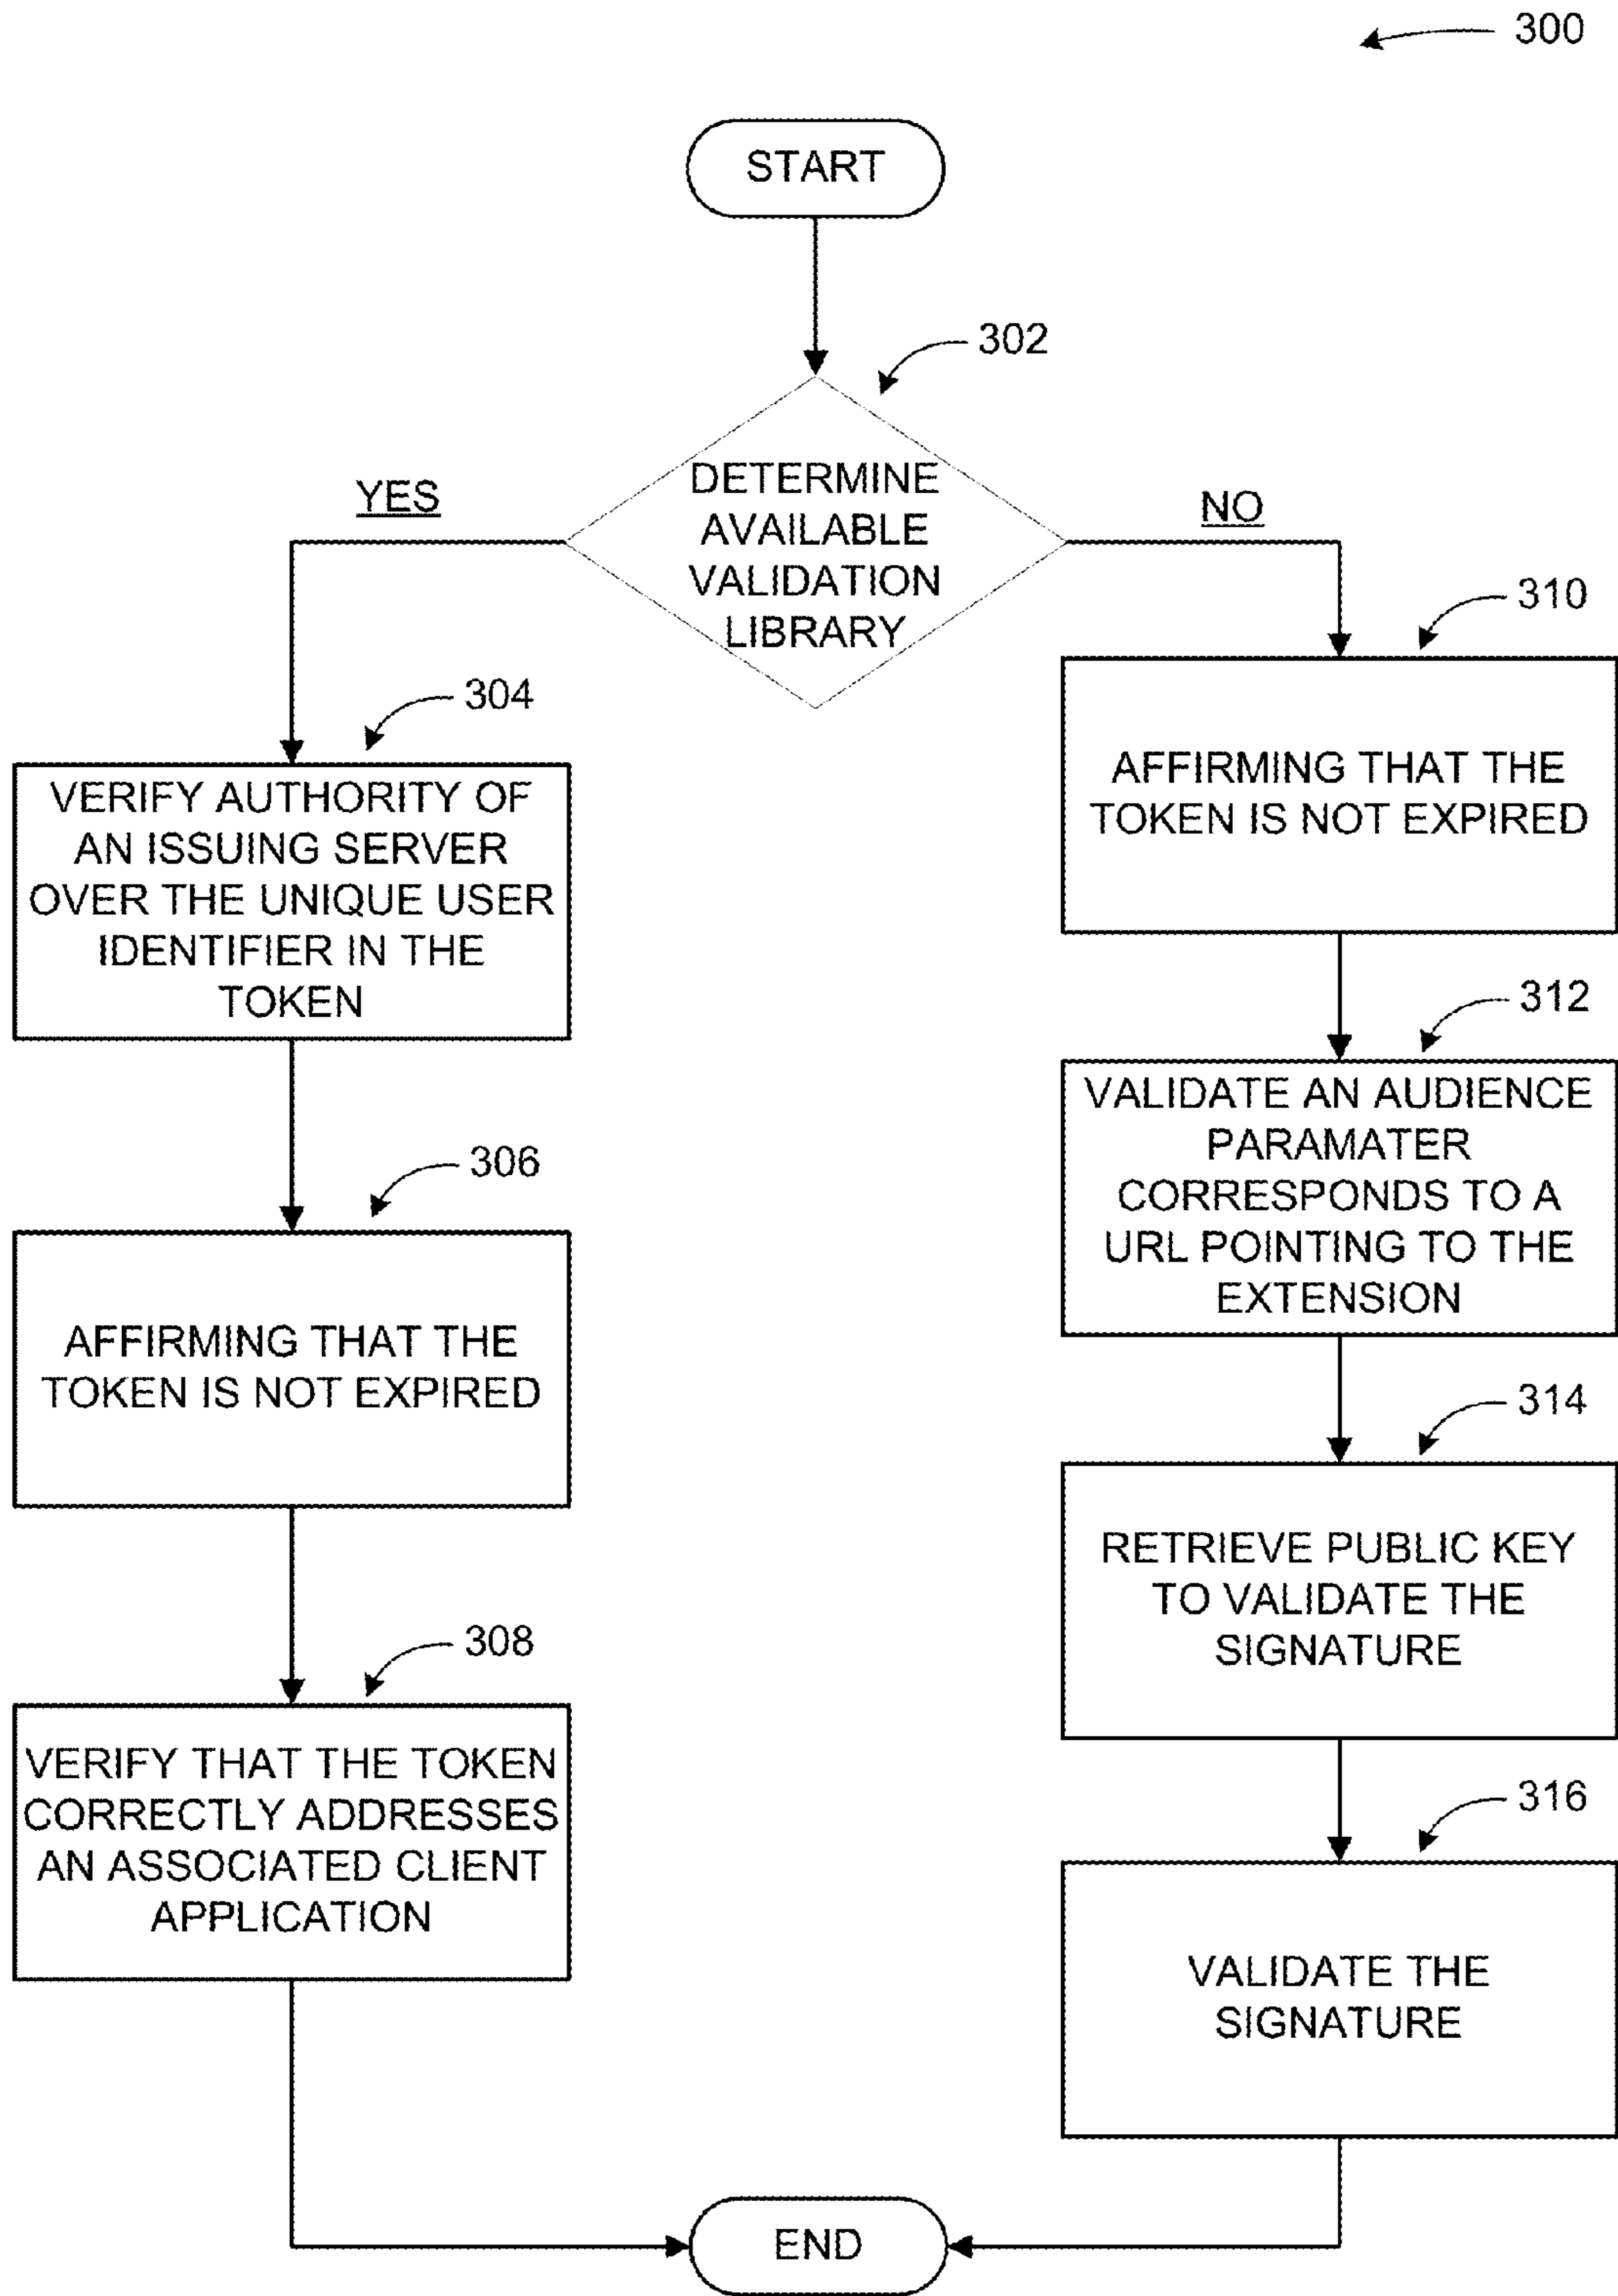 300
START
302
DETERMINE
AVAILABLE
VALIDATION
LIBRARY
YES
NO
304
VERIFY AUTHORITY OF
AN ISSUING SERVER
OVER THE UNIQUE USER
IDENTIFIER IN THE
TOKEN
306
AFFIRMING THAT THE
TOKEN IS NOT EXPIRED
308
VERIFY THAT THE TOKEN
CORRECTLY ADDRESSES
AN ASSOCIATED CLIENT
APPLICATION
310
AFFIRMING THAT THE
TOKEN IS NOT EXPIRED
312
VALIDATE AN AUDIENCE
PARAMATER
CORRESPONDS TO A
URL POINTING TO THE
EXTENSION
314
RETRIEVE PUBLIC KEY
TO VALIDATE THE
SIGNATURE
316
VALIDATE THE
SIGNATURE
END